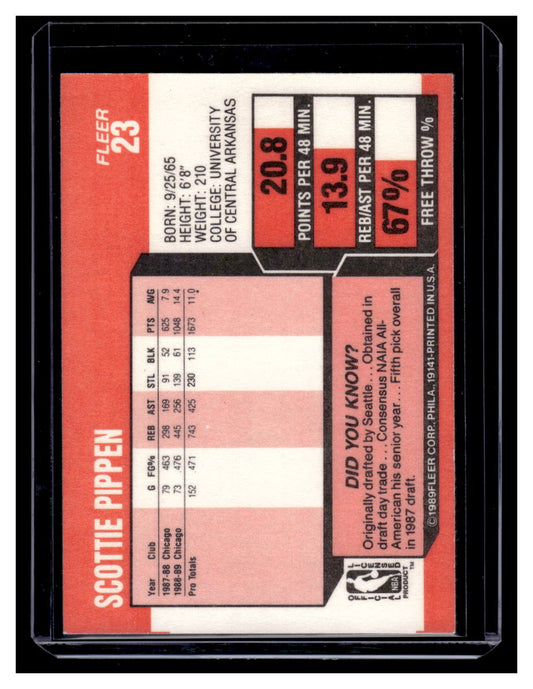 FLEER
23
SCOTTIE PIPPEN
BORN: 9/25/65
HEIGHT: 6'8"
WEIGHT: 210
COLLEGE: UNIVERSITY
OF CENTRAL ARKANSAS
Year Club G FG% REB AST STL BLK PTS AVG
1987-88 Chicago 79 .463 298 169 91 52 625 7.9
1988-89 Chicago 73 .476 445 256 139 61 1048 14.4
Pro Totals 152 .471 743 425 230 113 1673 11.0
20.8
POINTS PER 48 MIN.
13.9
REB/AST PER 48 MIN.
67%
FREE THROW %
DID YOU KNOW?
Originally drafted by Seattle . . . Obtained in
draft day trade . . . Consensus NAIA All-
American his senior year . . . Fifth pick overall
in 1987 draft.
OFFICIAL LICENSED
NBA
PRODUCT ™
©1989FLEER CORP., PHILA., 19141-PRINTED IN U.S.A.